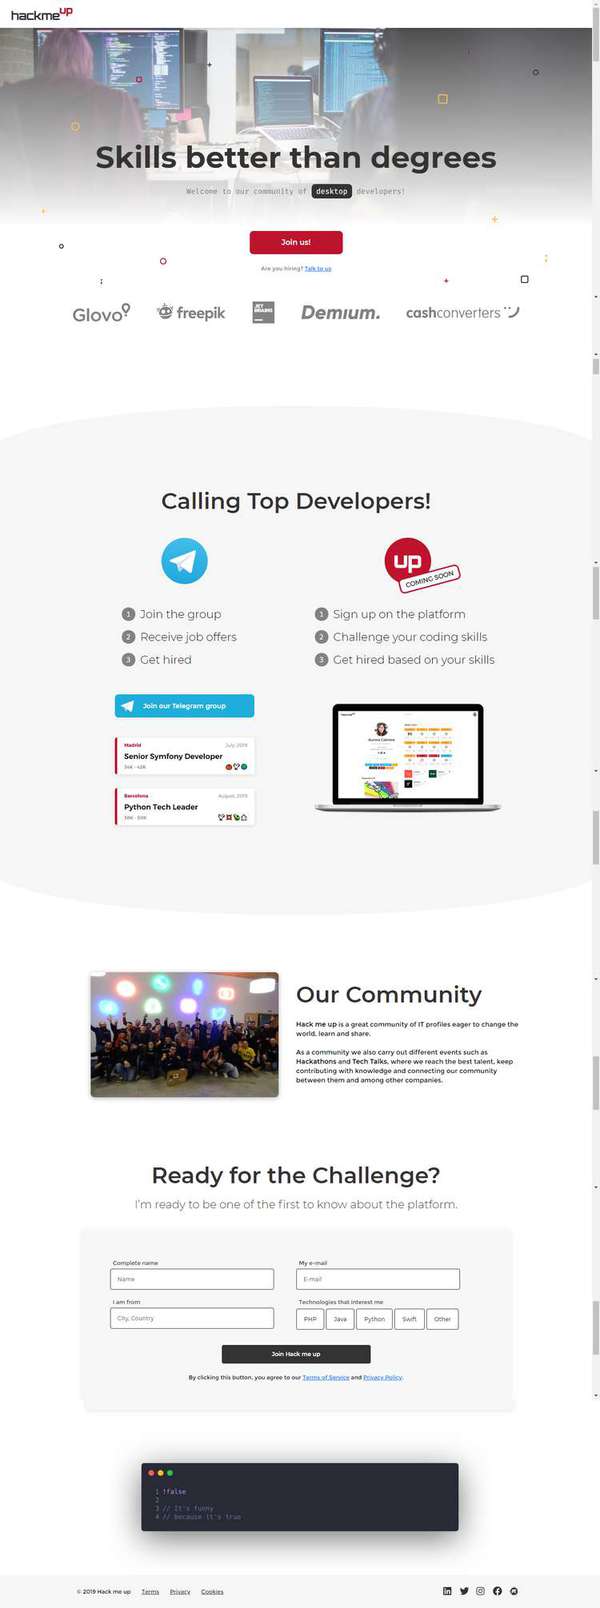 hackmeup
Skills better than degrees
Welcome to our community of desktop developers!
Join us!
Are you hiring? Talk to us
Glovo
freepik
JET BRAINS
Demium.
cashconverters
Calling Top Developers!
up
COMING SOON
1 Join the group
2 Receive job offers
3 Get hired
1 Sign up on the platform
2 Challenge your coding skills
3 Get hired based on your skills
Join our Telegram group
Madrid
July, 2019
Senior Symfony Developer
Barcelona
August, 2019
Python Tech Leader
Our Community
Hack me up is a great community of IT profiles eager to change the
world, learn and share.
As a community we also carry out different events such as
Hackathons and Tech Talks, where we reach the best talent, keep
contributing with knowledge and connecting our community
between them and among other companies.
Ready for the Challenge?
I'm ready to be one of the first to know about the platform.
Complete name
Name
My e-mail
E-mail
I am from
City, Country
Technologies that interest me
PHP Java Python Swift Other
Join Hack me up
By clicking this button, you agree to our Terms of Service and Privacy Policy.
1 !false
2
3 // It's funny
4 // because it's true
© 2019 Hack me up Terms Privacy Cookies